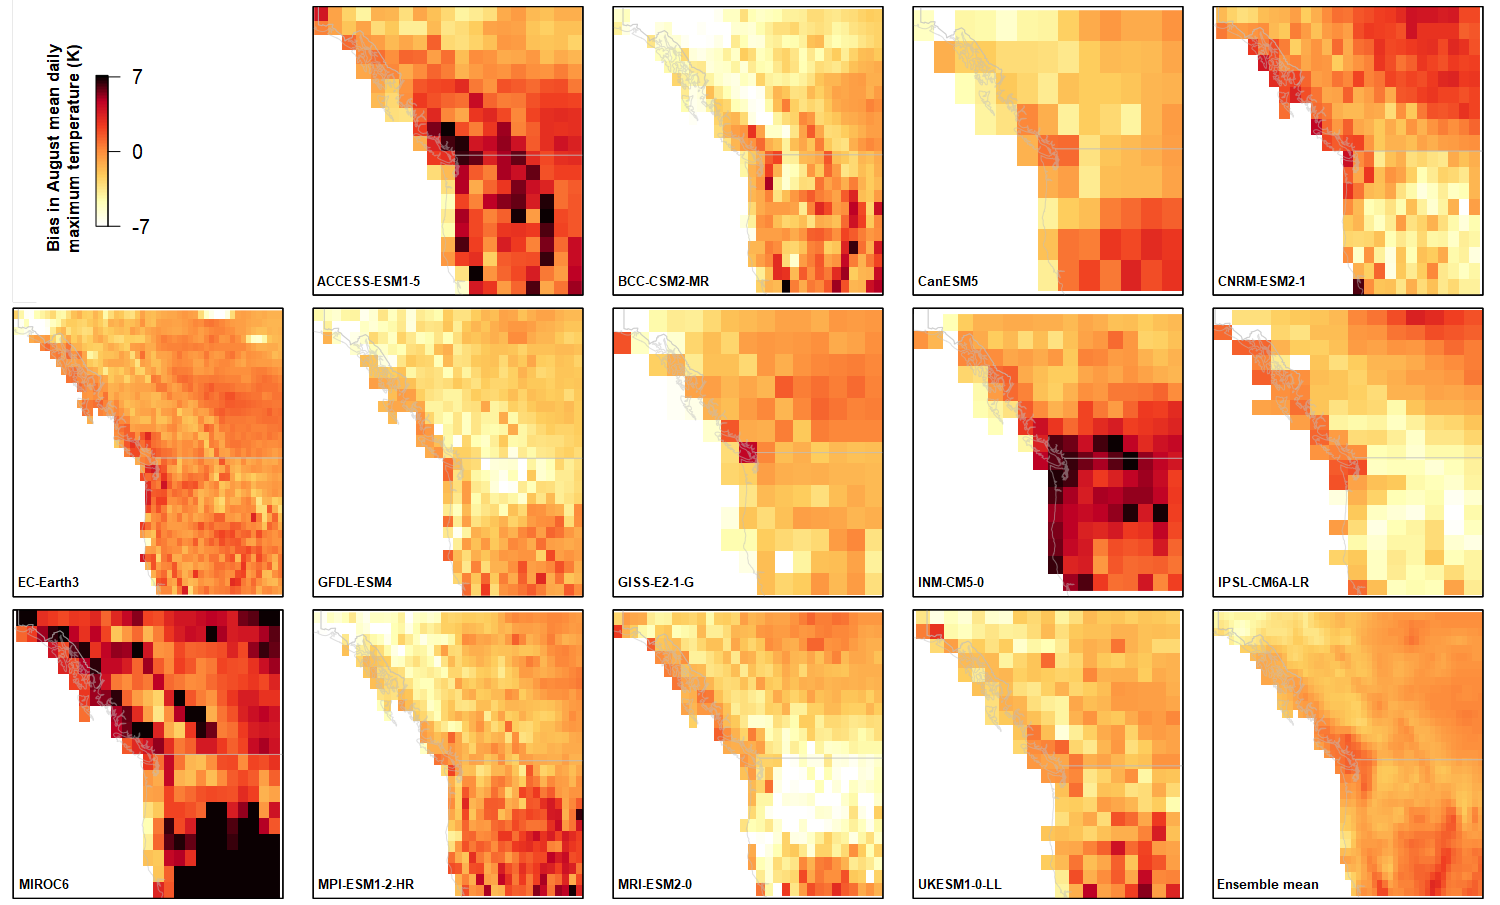 Bias in August mean daily
maximum temperature (K)
7
0
-7
ACCESS-ESM1-5
BCC-CSM2-MR
CanESM5
CNRM-ESM2-1
EC-Earth3
GFDL-ESM4
GISS-E2-1-G
INM-CM5-0
IPSL-CM6A-LR
MIROC6
MPI-ESM1-2-HR
MRI-ESM2-0
UKESM1-0-LL
Ensemble mean